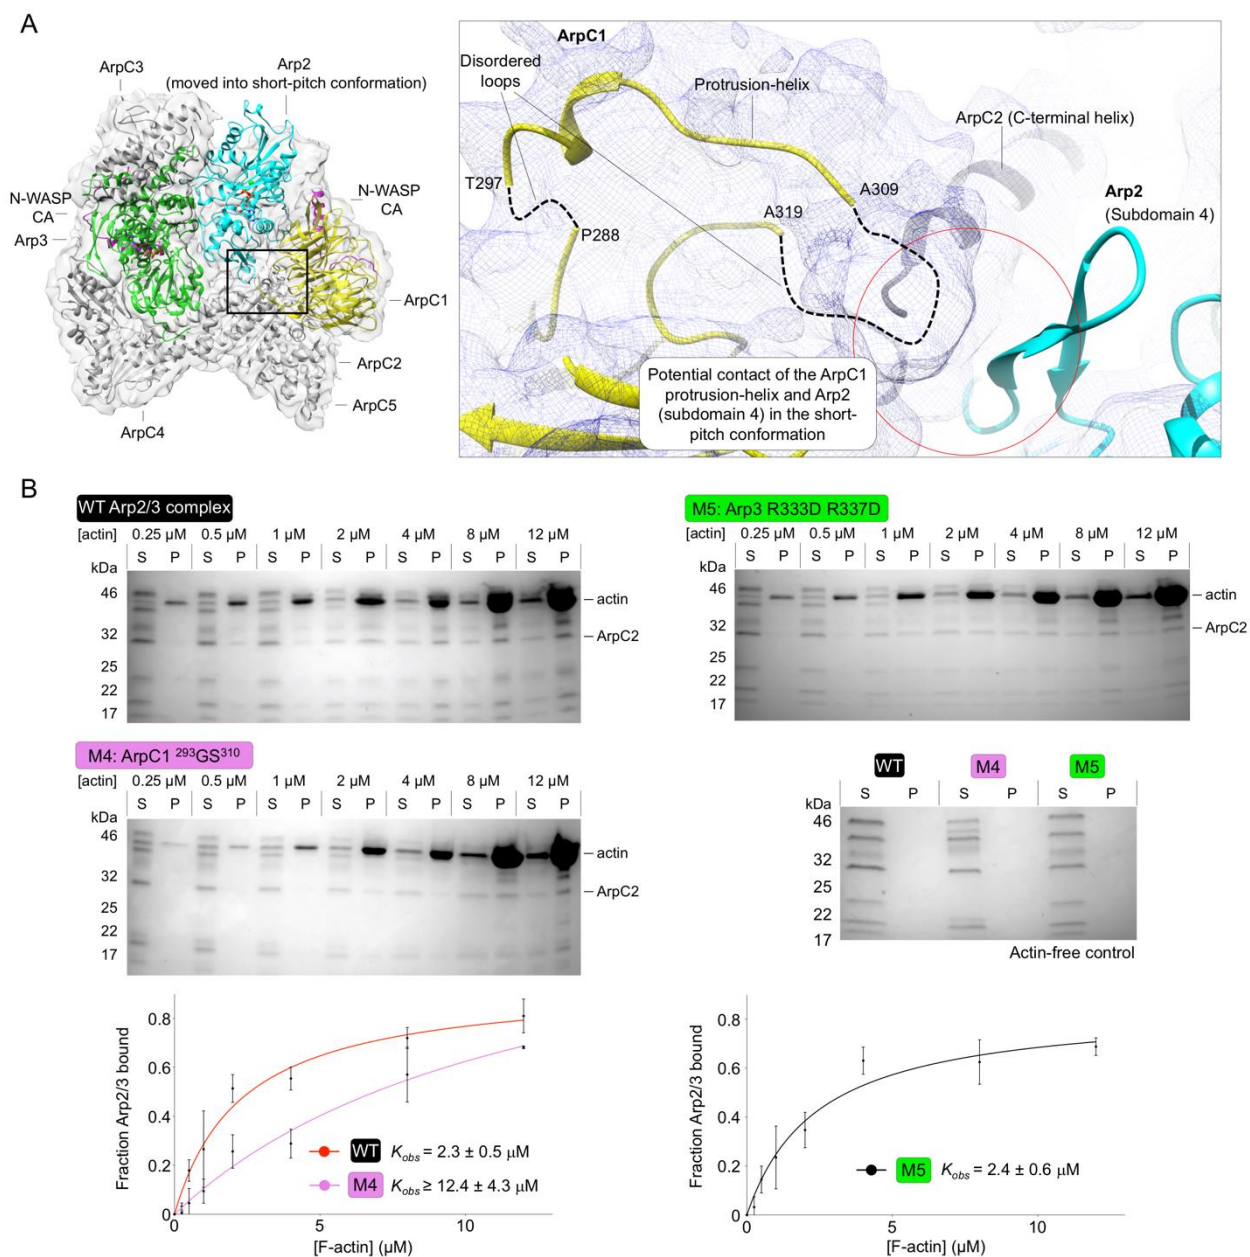 A
ArpC3
Arp2
(moved into short-pitch conformation)
N-WASP
CA
Arp3
N-WASP
CA
ArpC1
ArpC2
ArpC5
ArpC4
ArpC1
Disordered
loops
Protrusion-helix
ArpC2 (C-terminal helix)
T297
A309
Arp2
(Subdomain 4)
A319
P288
Potential contact of the ArpC1
protrusion-helix and Arp2
(subdomain 4) in the short-
pitch conformation
B
WT Arp2/3 complex
[actin] 0.25 µM 0.5 µM 1 µM 2 µM 4 µM 8 µM 12 µM
S P S P S P S P S P S P S P
kDa
46
actin
32
ArpC2
25
22
17
M5: Arp3 R333D R337D
[actin] 0.25 µM 0.5 µM 1 µM 2 µM 4 µM 8 µM 12 µM
S P S P S P S P S P S P S P
kDa
46
actin
32
ArpC2
25
22
17
M4: ArpC1 ²⁹³GS³¹⁰
[actin] 0.25 µM 0.5 µM 1 µM 2 µM 4 µM 8 µM 12 µM
S P S P S P S P S P S P S P
kDa
46
actin
32
ArpC2
25
22
17
WT M4 M5
S P S P S P
kDa
46
32
25
22
17
Actin-free control
Fraction Arp2/3 bound
0.8
0.6
0.4
0.2
0
0 5 10
[F-actin] (µM)
WT Kobs = 2.3 ± 0.5 µM
M4 Kobs ≥ 12.4 ± 4.3 µM
Fraction Arp2/3 bound
0.8
0.6
0.4
0.2
0
0 5 10
[F-actin] (µM)
M5 Kobs = 2.4 ± 0.6 µM